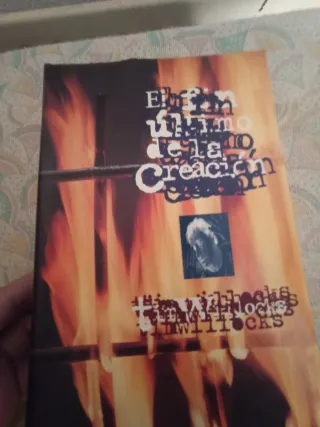 El fin
último
de la
Creación
tim Willocks